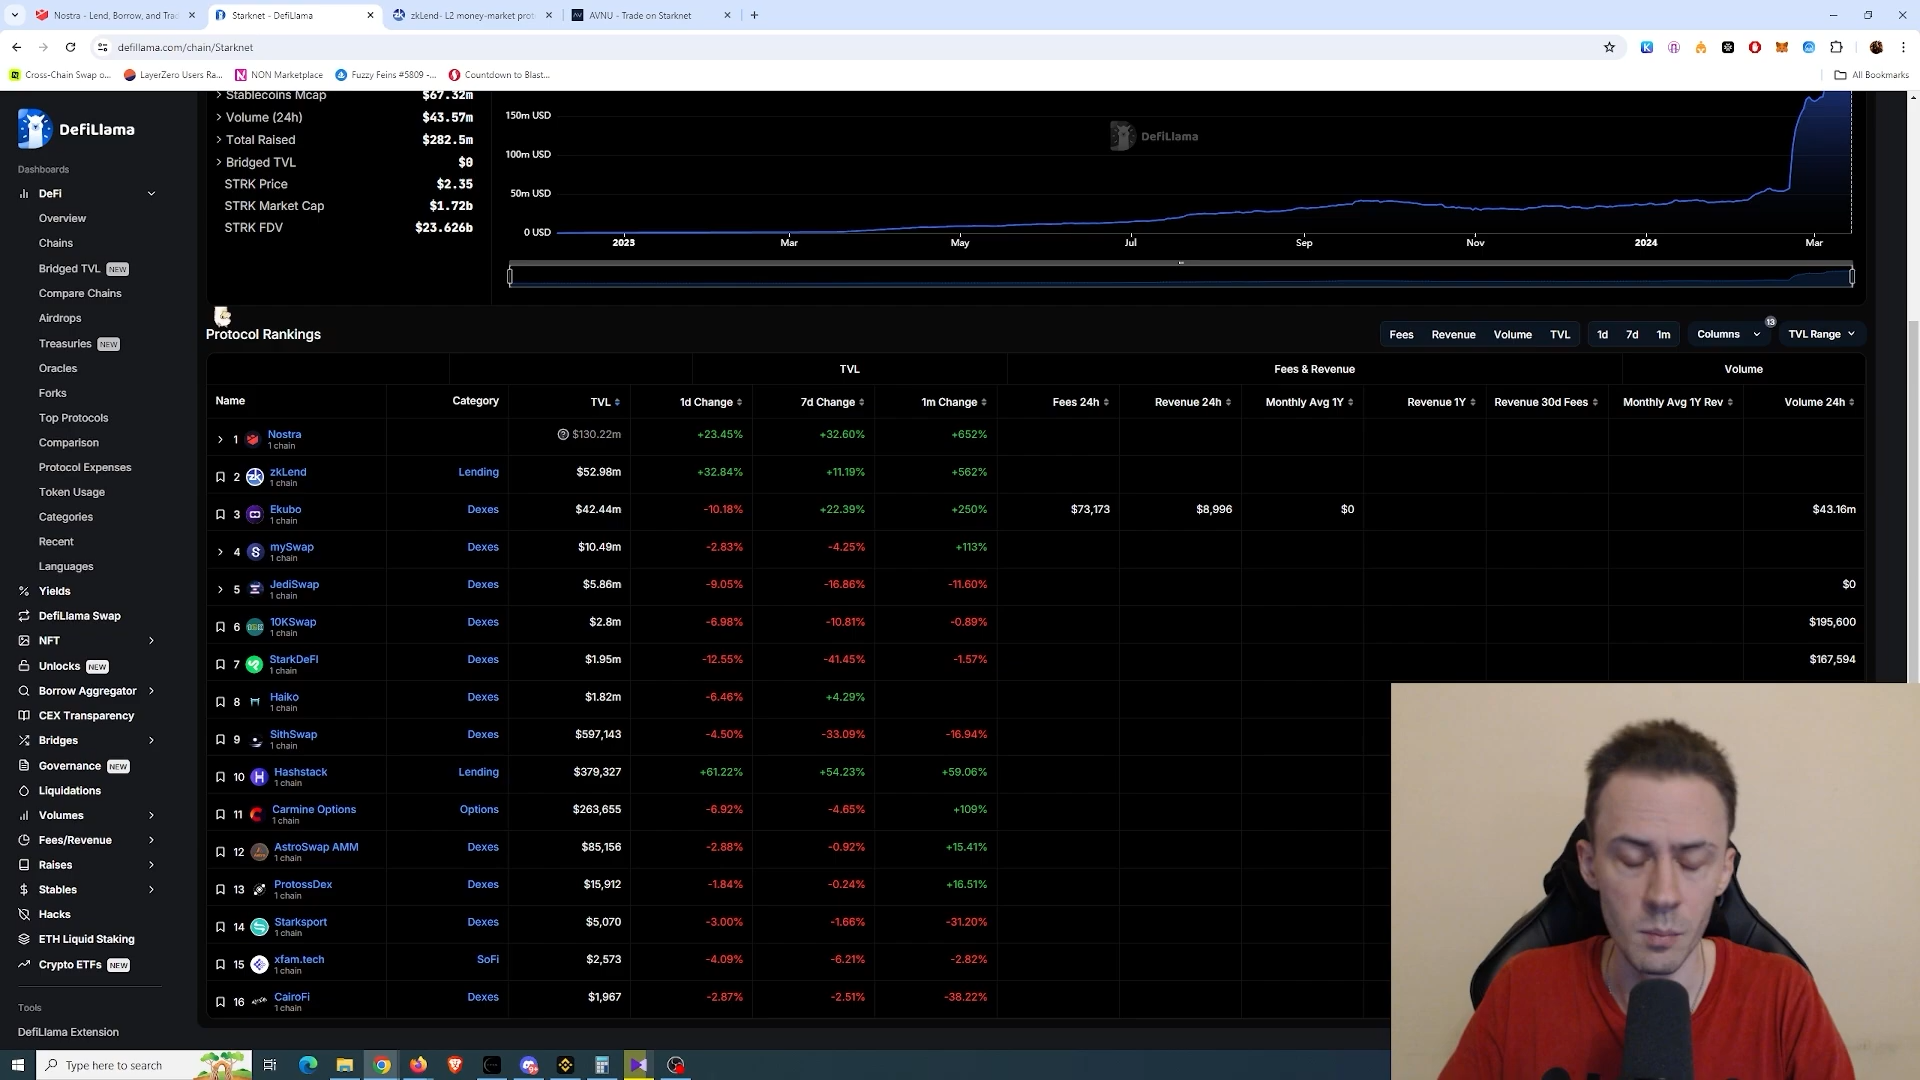 Nostra - Lend, Borrow, and Trad
Starknet - DefiLlama
zkLend- L2 money-market prot
AVNU - Trade on Starknet
defillama.com/chain/Starknet
Cross-Chain Swap o...
LayerZero Users Ra...
NON Marketplace
Fuzzy Feins #5809 -...
Countdown to Blast...
All Bookmarks
DefiLlama
Dashboards
DeFi
Overview
Chains
Bridged TVL NEW
Compare Chains
Airdrops
Treasuries NEW
Oracles
Forks
Top Protocols
Comparison
Protocol Expenses
Token Usage
Categories
Recent
Languages
Yields
DefiLlama Swap
NFT
Unlocks NEW
Borrow Aggregator
CEX Transparency
Bridges
Governance NEW
Liquidations
Volumes
Fees/Revenue
Raises
Stables
Hacks
ETH Liquid Staking
Crypto ETFs NEW
Tools
DefiLlama Extension
Stablecoins Mcap $67.32m
Volume (24h) $43.57m
Total Raised $282.5m
Bridged TVL $0
STRK Price $2.35
STRK Market Cap $1.72b
STRK FDV $23.626b
150m USD
100m USD
50m USD
0 USD
DefiLlama
2023 Mar May Jul Sep Nov 2024 Mar
Protocol Rankings
Fees Revenue Volume TVL 1d 7d 1m Columns 13 TVL Range
TVL Fees & Revenue Volume
Name Category TVL 1d Change 7d Change 1m Change Fees 24h Revenue 24h Monthly Avg 1Y Revenue 1Y Revenue 30d Fees Monthly Avg 1Y Rev Volume 24h
1 Nostra $130.22m +23.45% +32.60% +652%
1 chain
2 zkLend Lending $52.98m +32.84% +11.19% +562%
1 chain
3 Ekubo Dexes $42.44m -10.18% +22.39% +250% $73,173 $8,996 $0 $43.16m
1 chain
4 mySwap Dexes $10.49m -2.83% -4.25% +113%
1 chain
5 JediSwap Dexes $5.86m -9.05% -16.86% -11.60% $0
1 chain
6 10KSwap Dexes $2.8m -6.98% -10.81% -0.89% $195,600
1 chain
7 StarkDeFi Dexes $1.95m -12.55% -41.45% -1.57% $167,594
1 chain
8 Haiko Dexes $1.82m -6.46% +4.29%
1 chain
9 SithSwap Dexes $597,143 -4.50% -33.09% -16.94%
1 chain
10 Hashstack Lending $379,327 +61.22% +54.23% +59.06%
1 chain
11 Carmine Options Options $263,655 -6.92% -4.65% +109%
1 chain
12 AstroSwap AMM Dexes $85,156 -2.88% -0.92% +15.41%
1 chain
13 ProtossDex Dexes $15,912 -1.84% -0.24% +16.51%
1 chain
14 Starksport Dexes $5,070 -3.00% -1.66% -31.20%
1 chain
15 xfam.tech SoFi $2,573 -4.09% -6.21% -2.82%
1 chain
16 CairoFi Dexes $1,967 -2.87% -2.51% -38.22%
1 chain
Type here to search